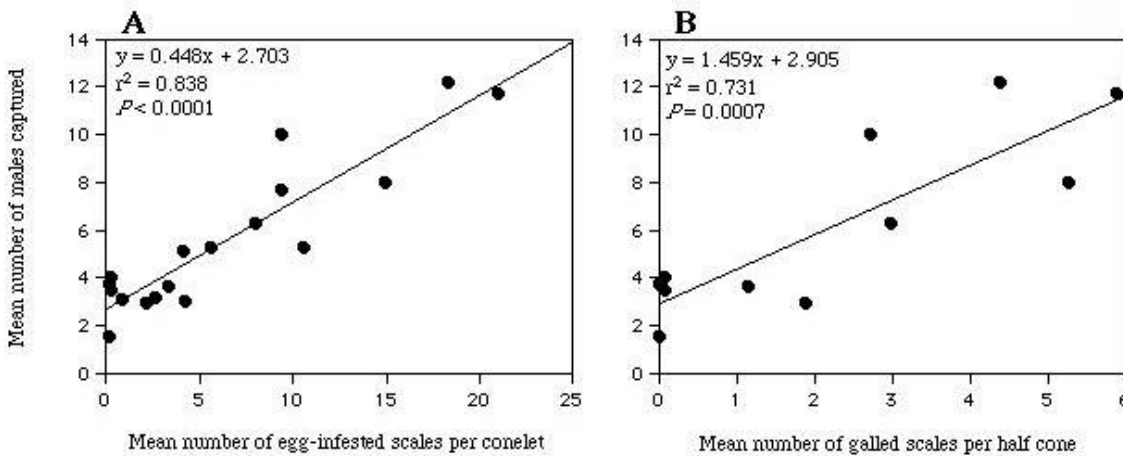 A
y = 0.448x + 2.703
r² = 0.838
P < 0.0001
Mean number of males captured
14
12
10
8
6
4
2
0
0 5 10 15 20 25
Mean number of egg-infested scales per conelet
B
y = 1.459x + 2.905
r² = 0.731
P = 0.0007
14
12
10
8
6
4
2
0
0 1 2 3 4 5 6
Mean number of galled scales per half cone